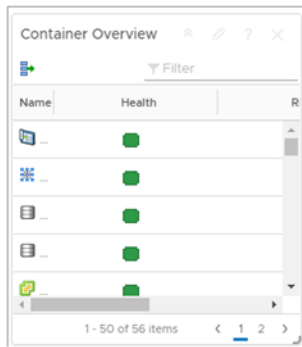 Container Overview ?
Filter
Name Health R
...
...
...
...
...
1 - 50 of 56 items 1 2